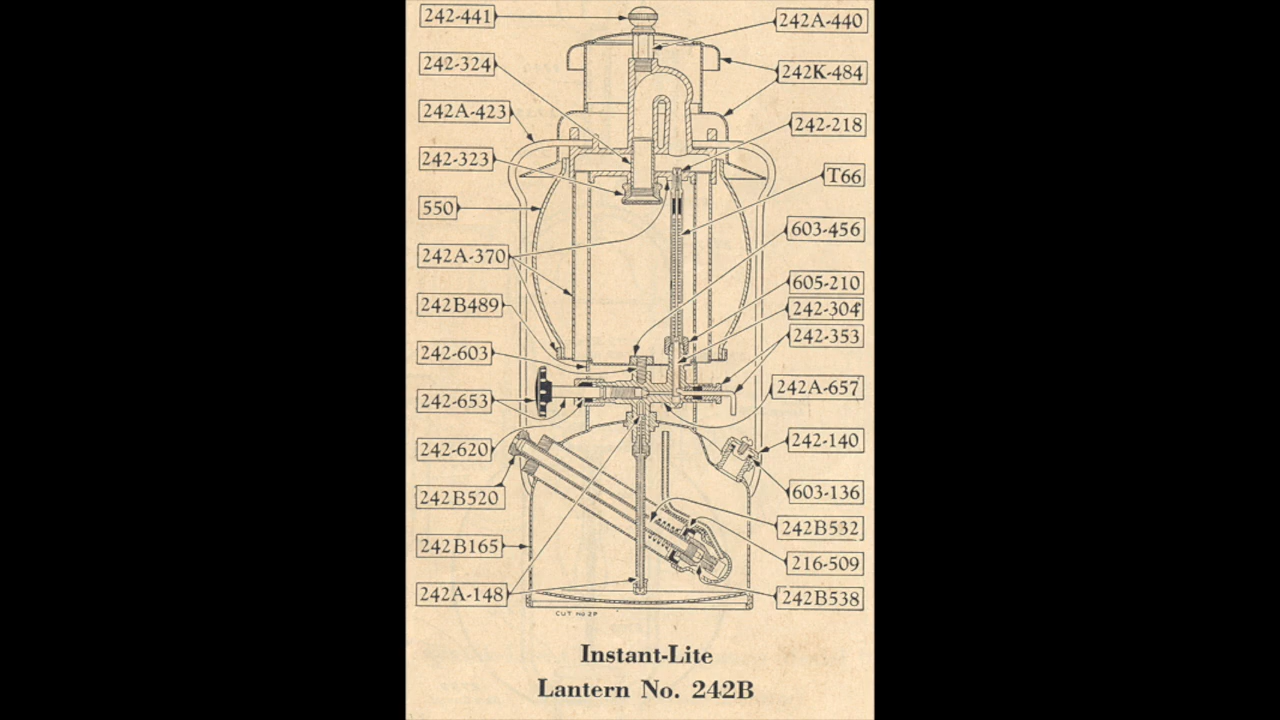 242-441
242A-440
242-324
242K-484
242A-423
242-218
242-323
T66
550
603-456
242A-370
605-210
242B489
242-304
242-353
242-603
242A-657
242-653
242-140
242-620
603-136
242B520
242B532
242B165
216-509
242A-148
242B538
CUT NO 2P
Instant-Lite
Lantern No. 242B